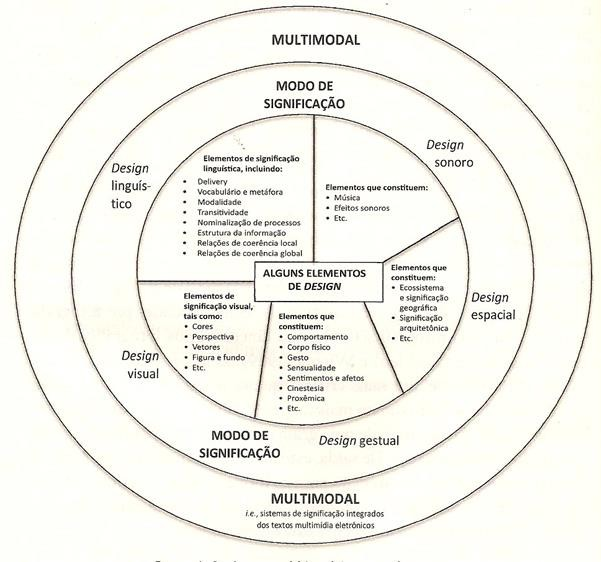 MULTIMODAL
MODO DE
SIGNIFICAÇÃO
Design
sonoro
Design
linguís-
tico
Elementos de significação
linguística, incluindo:
• Delivery
• Vocabulário e metáfora
• Modalidade
• Transitividade
• Nominalização de processos
• Estrutura da informação
• Relações de coerência local
• Relações de coerência global
Elementos que constituem:
• Música
• Efeitos sonoros
• Etc.
ALGUNS ELEMENTOS
DE DESIGN
Elementos que
constituem:
• Ecossistema
e significação
geográfica
• Significação
arquitetônica
• Etc.
Design
espacial
Elementos de
significação visual,
tais como:
• Cores
• Perspectiva
• Vetores
• Figura e fundo
• Etc.
Design
visual
Elementos que
constituem:
• Comportamento
• Corpo físico
• Gesto
• Sensualidade
• Sentimentos e afetos
• Cinestesia
• Proxêmica
• Etc.
MODO DE
SIGNIFICAÇÃO
Design gestual
MULTIMODAL
i.e., sistemas de significação integrados
dos textos multimídia eletrônicos